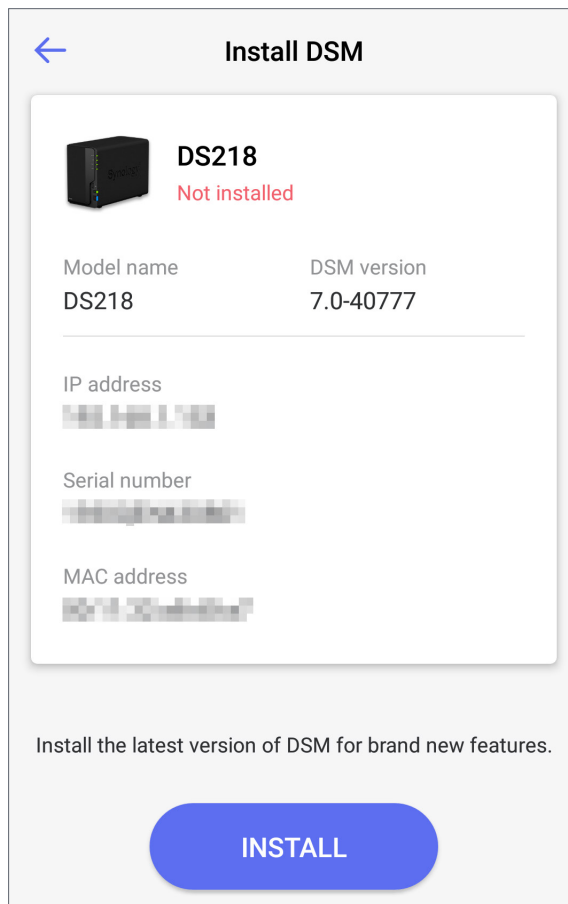 Install DSM
DS218
Not installed
Model name
DSM version
DS218
7.0-40777
IP address
Serial number
MAC address
Install the latest version of DSM for brand new features.
INSTALL